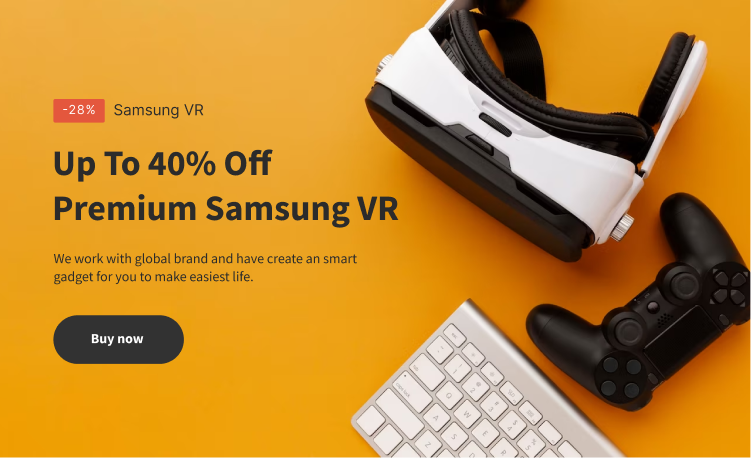 -28% Samsung VR
Up To 40% Off
Premium Samsung VR
We work with global brand and have create an smart
gadget for you to make easiest life.
Buy now